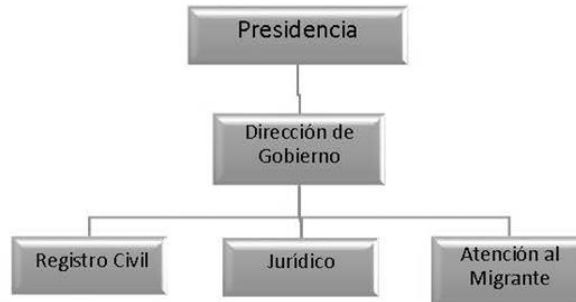 Presidencia
Dirección de
Gobierno
Registro Civil
Jurídico
Atención al
Migrante